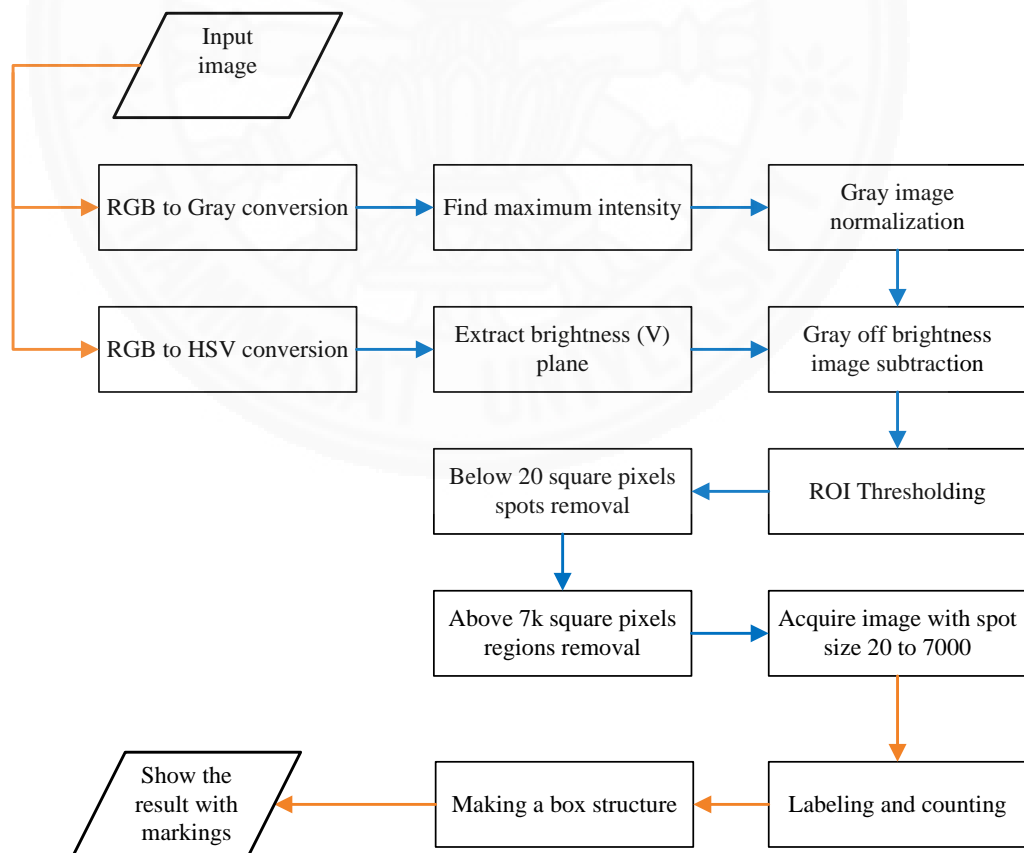 Input
image
RGB to Gray conversion
Find maximum intensity
Gray image
normalization
RGB to HSV conversion
Extract brightness (V)
plane
Gray off brightness
image subtraction
Below 20 square pixels
spots removal
ROI Thresholding
Above 7k square pixels
regions removal
Acquire image with spot
size 20 to 7000
Show the
result with
markings
Making a box structure
Labeling and counting